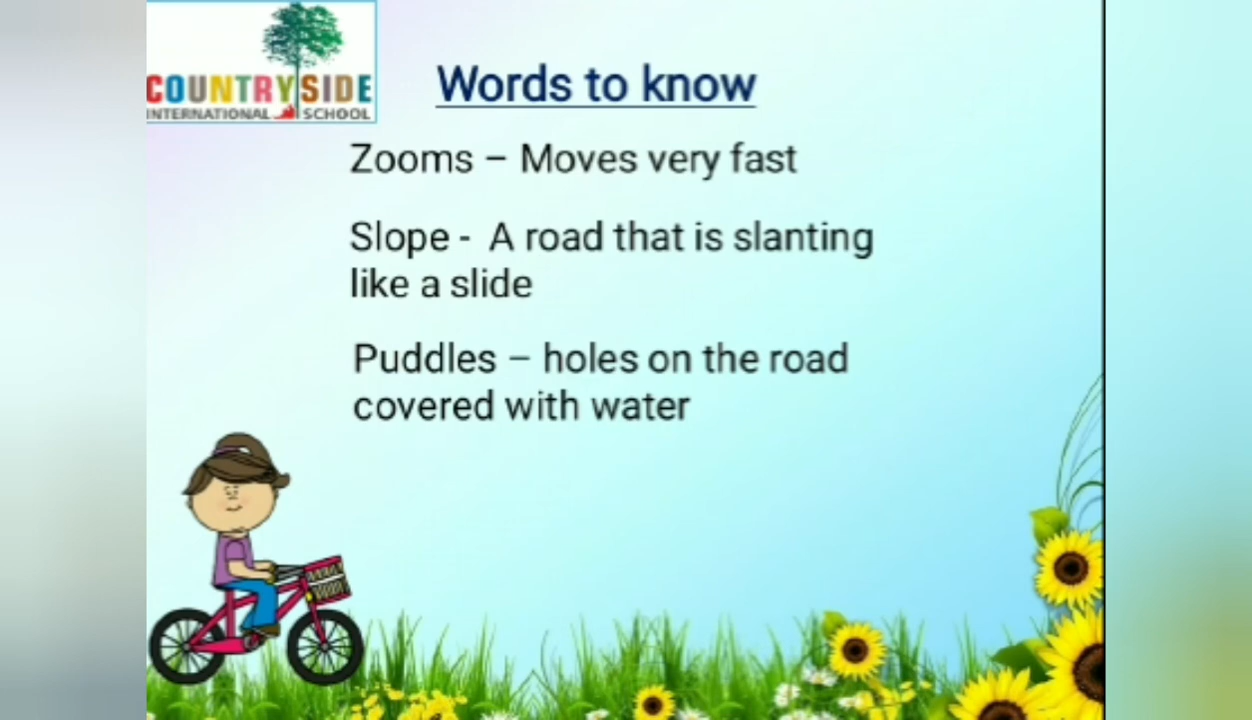 COUNTRYSIDE
INTERNATIONAL SCHOOL
Words to know
Zooms – Moves very fast
Slope - A road that is slanting
like a slide
Puddles – holes on the road
covered with water